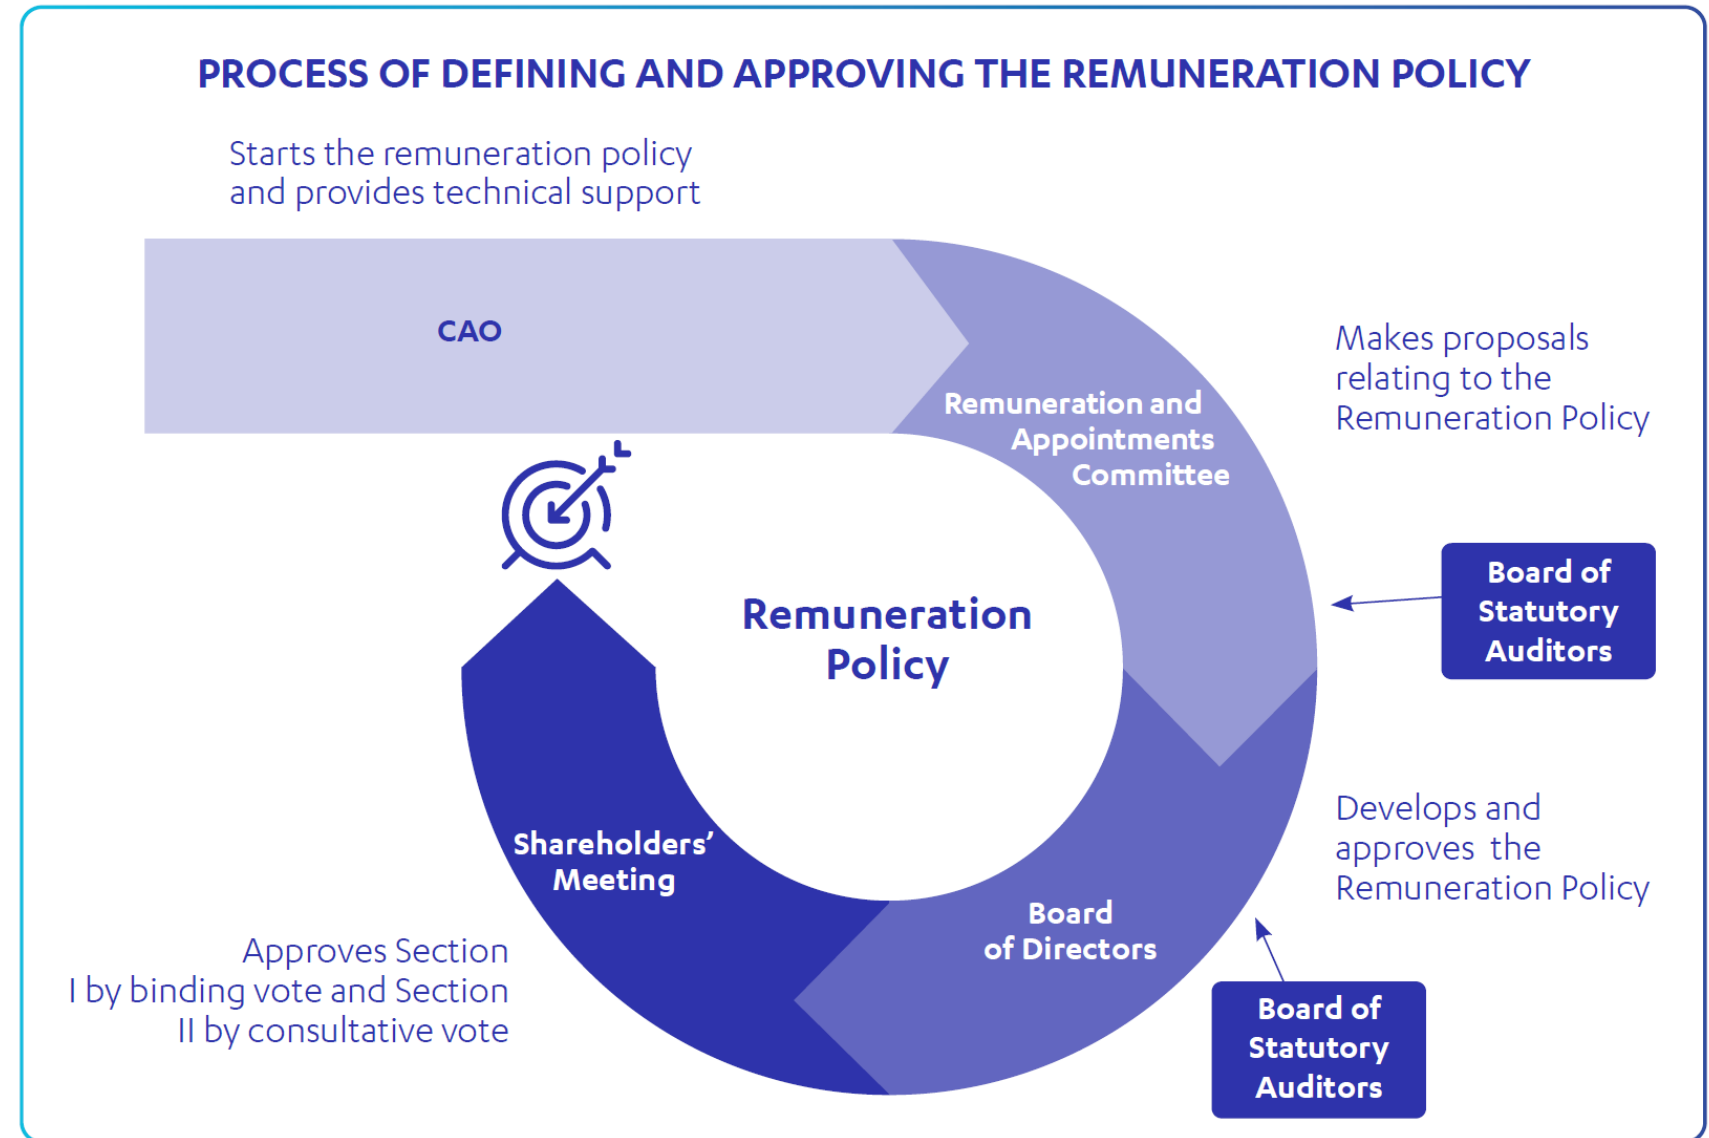 PROCESS OF DEFINING AND APPROVING THE REMUNERATION POLICY
Starts the remuneration policy
and provides technical support
CAO
Remuneration and
Appointments
Committee
Makes proposals
relating to the
Remuneration Policy
Board of
Statutory
Auditors
Remuneration
Policy
Develops and
approves the
Remuneration Policy
Board
of Directors
Board of
Statutory
Auditors
Shareholders’
Meeting
Approves Section
I by binding vote and Section
II by consultative vote